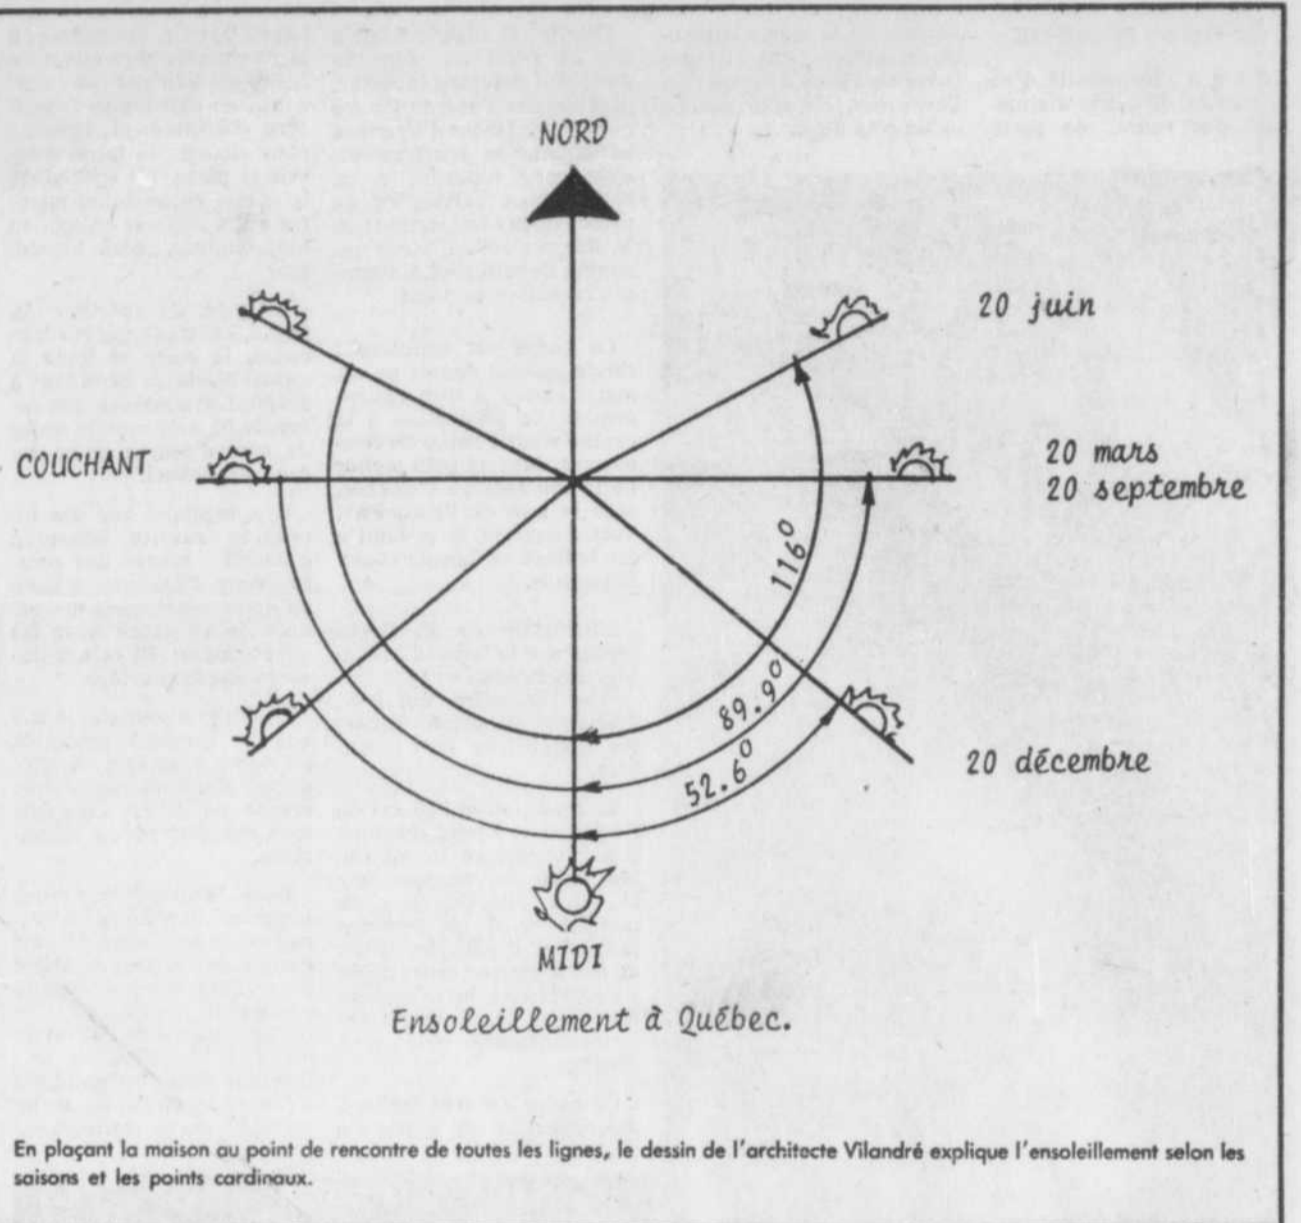 NORD
20 juin
COUCHANT
20 mars
20 septembre
116°
89.9°
52.6°
20 décembre
MIDI
Ensoleillement à Québec.
En plaçant la maison au point de rencontre de toutes les lignes, le dessin de l'architecte Vilandré explique l'ensoleillement selon les
saisons et les points cardinaux.